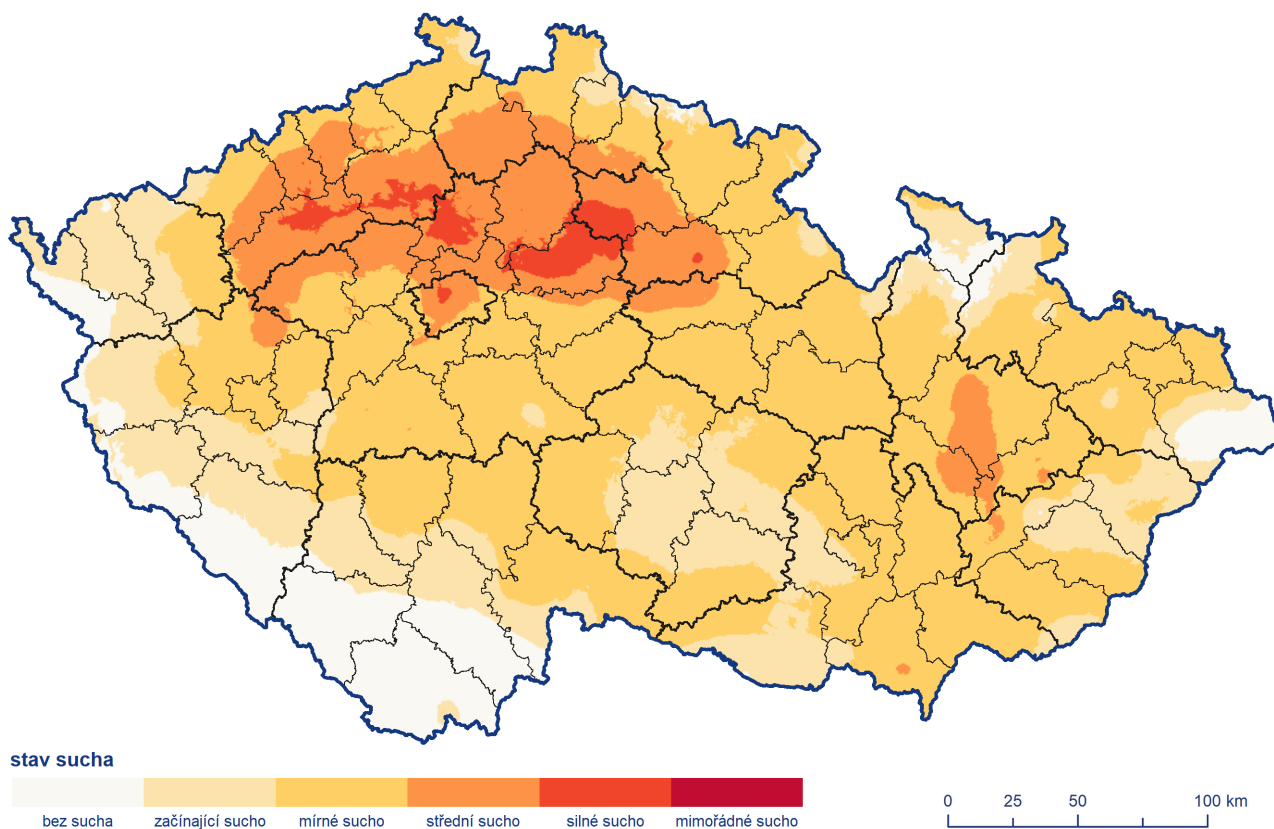 stav sucha
bez sucha začínající sucho mírné sucho střední sucho silné sucho mimořádné sucho
0 25 50 100 km